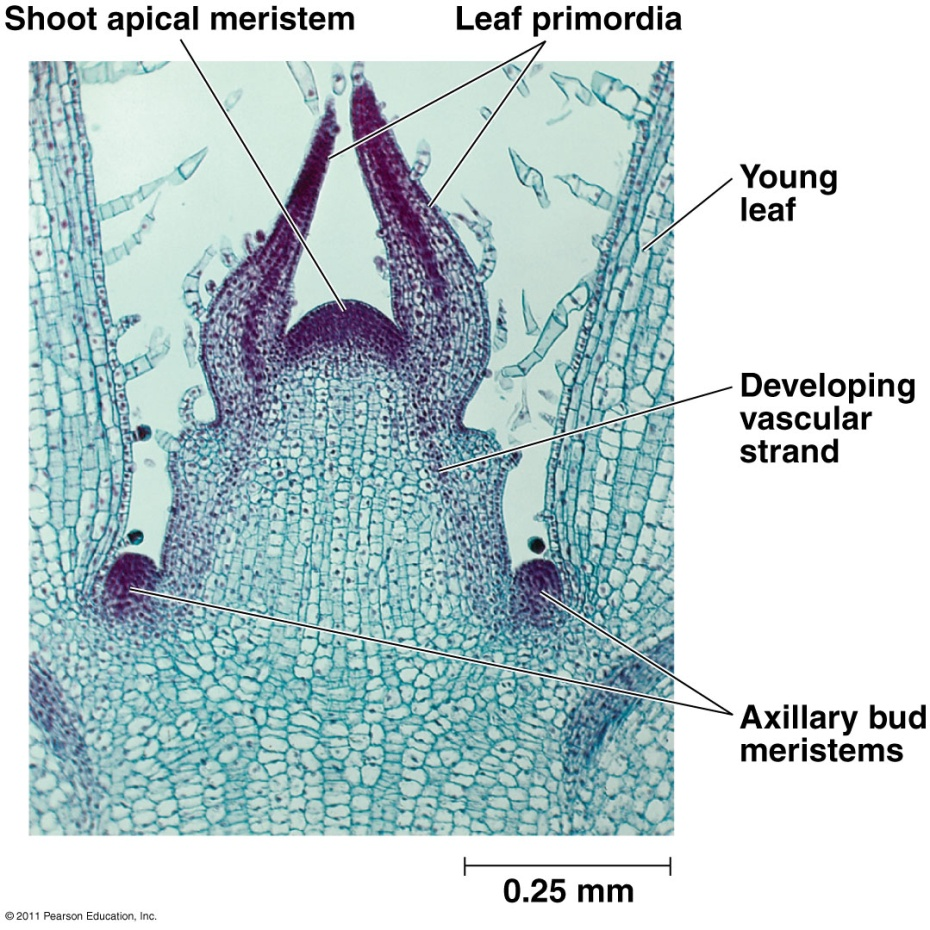 Shoot apical meristem
Leaf primordia
Young
leaf
Developing
vascular
strand
Axillary bud
meristems
0.25 mm
© 2011 Pearson Education, Inc.